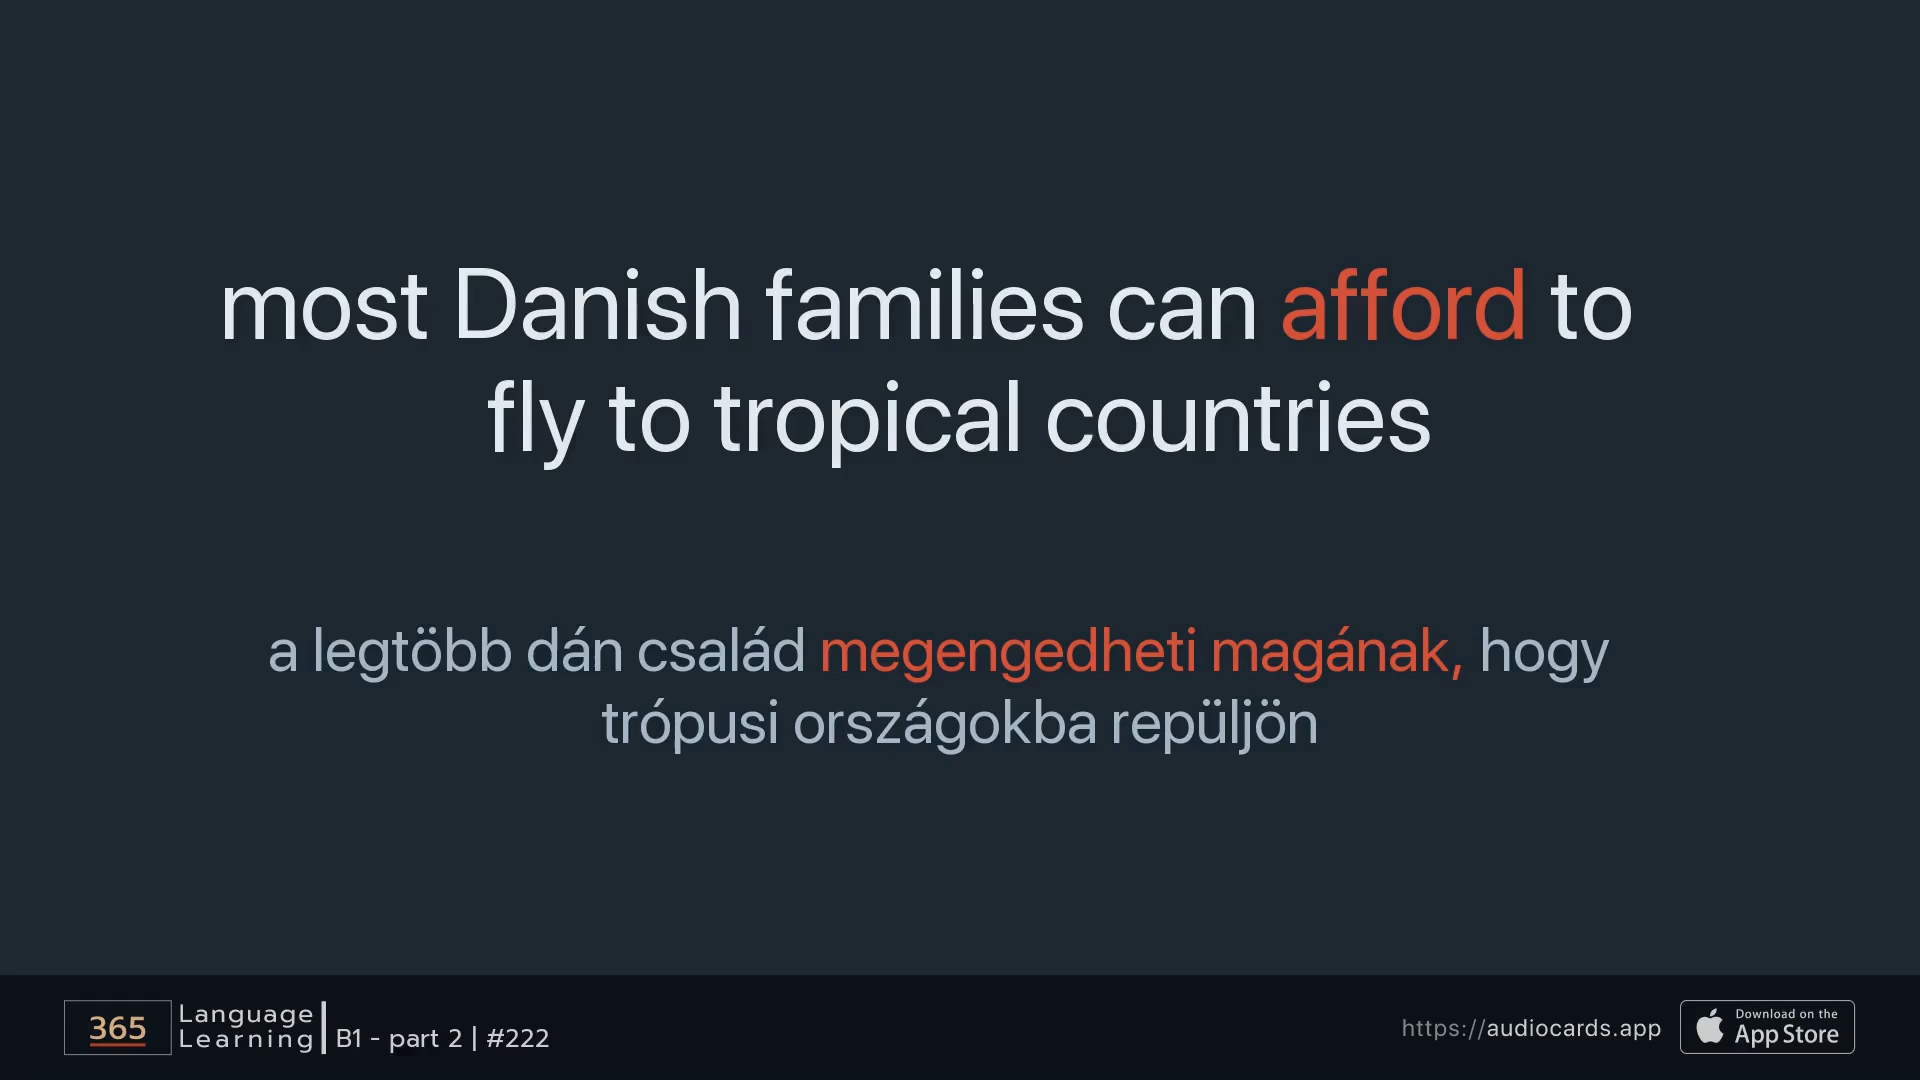 most Danish families can afford to
fly to tropical countries
a legtöbb dán család megengedheti magának, hogy
trópusi országokba repüljön
365
Language
Learning
B1 - part 2 | #222
https://audiocards.app
Download on the
App Store